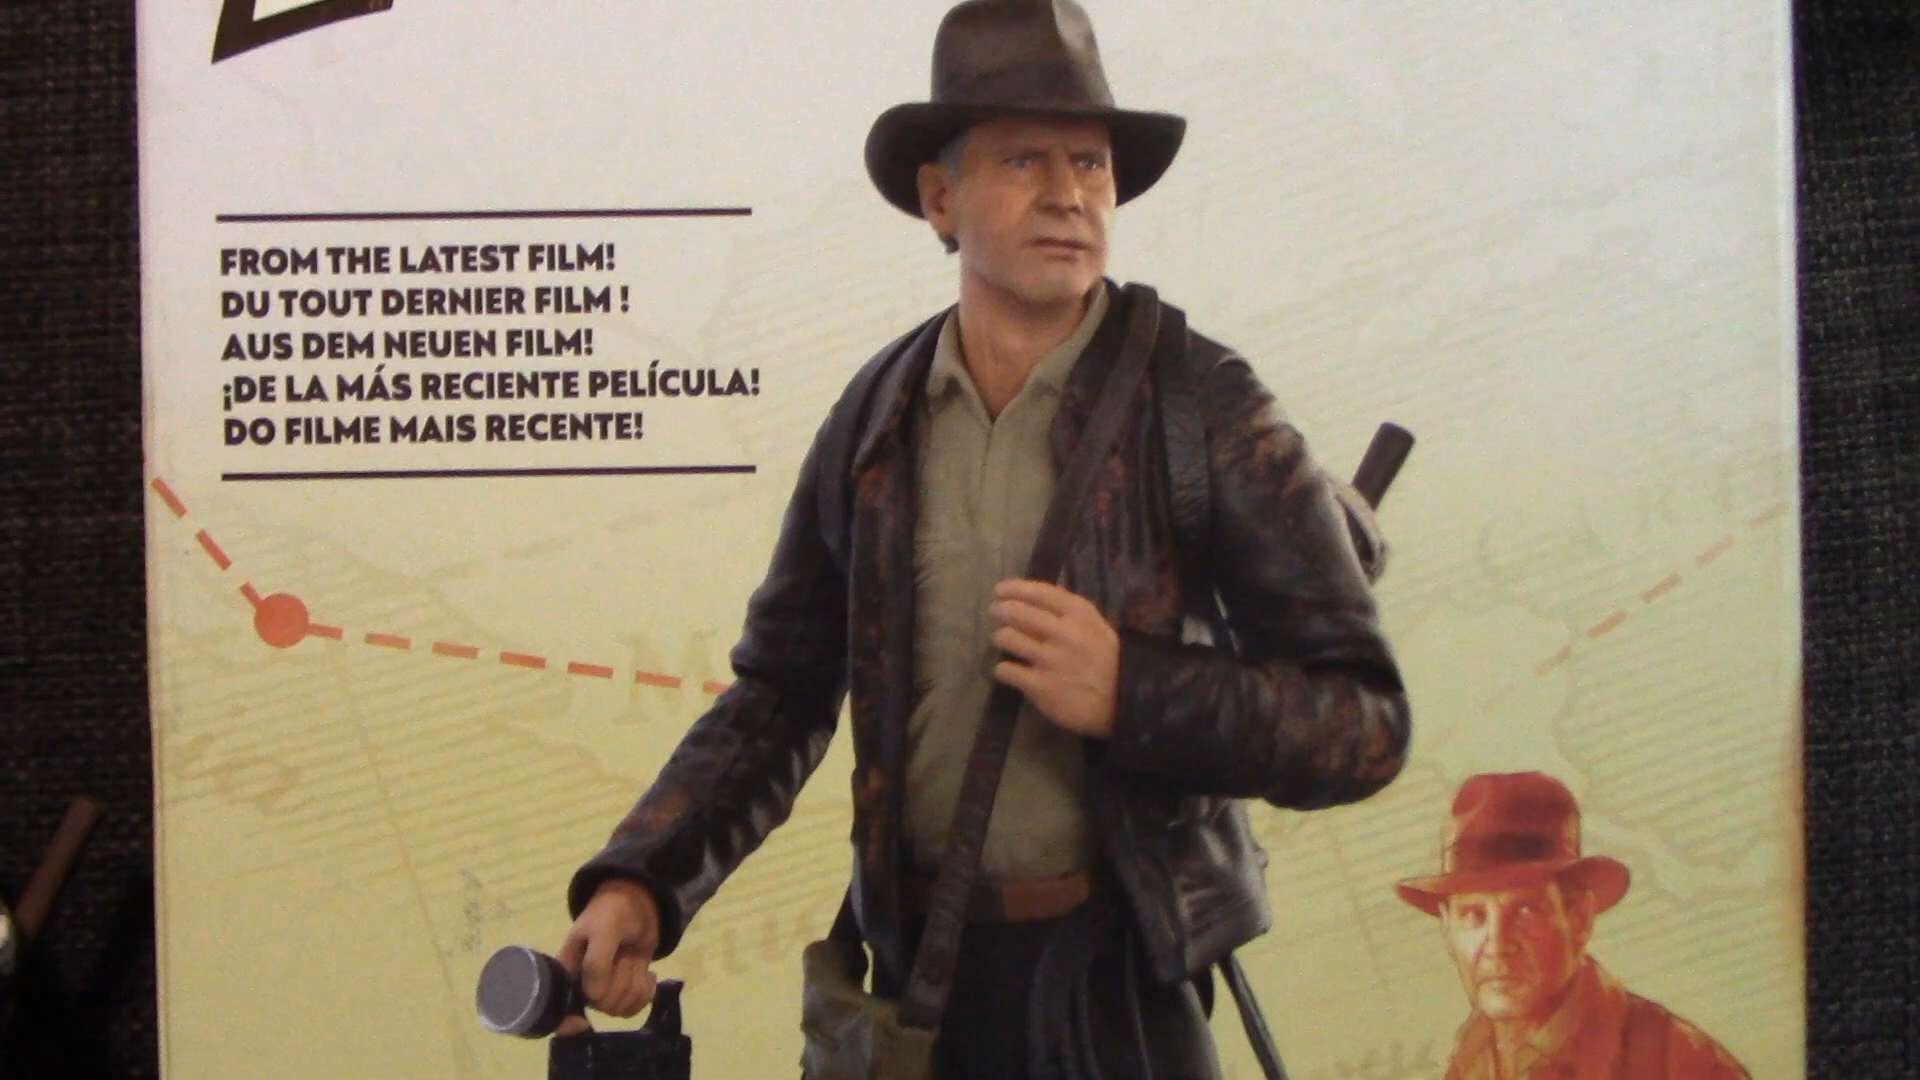 FROM THE LATEST FILM!
DU TOUT DERNIER FILM !
AUS DEM NEUEN FILM!
¡DE LA MÁS RECIENTE PELÍCULA!
DO FILME MAIS RECENTE!